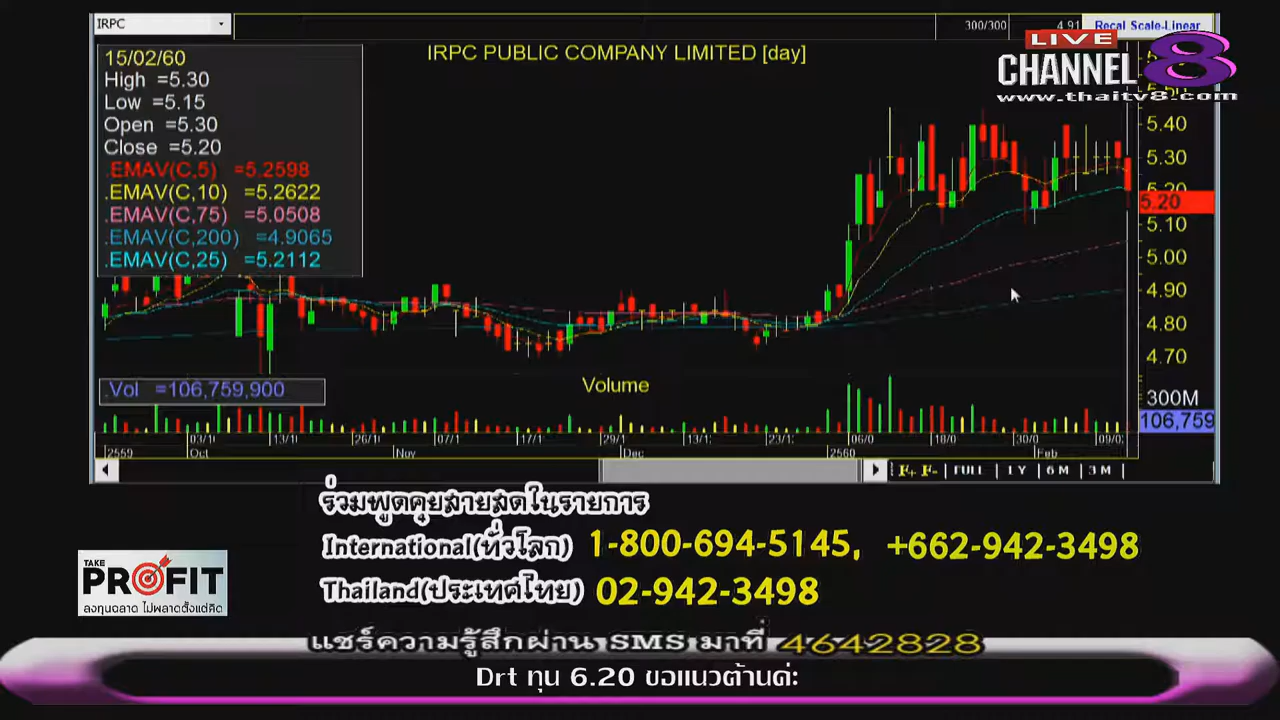 IRPC
300/300
4.91
Recal Scale-Linear
IRPC PUBLIC COMPANY LIMITED [day]
LIVE
CHANNEL 8
www.thaitv8.com
15/02/60
High =5.30
Low =5.15
Open =5.30
Close =5.20
.EMAV(C,5) =5.2598
.EMAV(C,10) =5.2622
.EMAV(C,75) =5.0508
.EMAV(C,200) =4.9065
.EMAV(C,25) =5.2112
5.40
5.30
5.20
5.20
5.10
5.00
4.90
4.80
4.70
.Vol =106,759,900
Volume
300M
106,759
03/1 13/1 26/1 07/1 17/1 29/1 13/1 23/1 06/0 18/0 30/0 09/0
2559 Oct Nov Dec 2560 Feb
F+ F- FULL 1Y 6M 3M
ร่วมพูดคุยสายสดในรายการ
International(ทั่วโลก) 1-800-694-5145, +662-942-3498
Thailand(ประเทศไทย) 02-942-3498
TAKE
PROFIT
ลงทุนฉลาด ไม่พลาดตั้งแต่คิด
แชร์ความรู้สึกผ่าน SMS มาที่ 4642828
Drt ทุน 6.20 ขอแนวต้านค่ะ